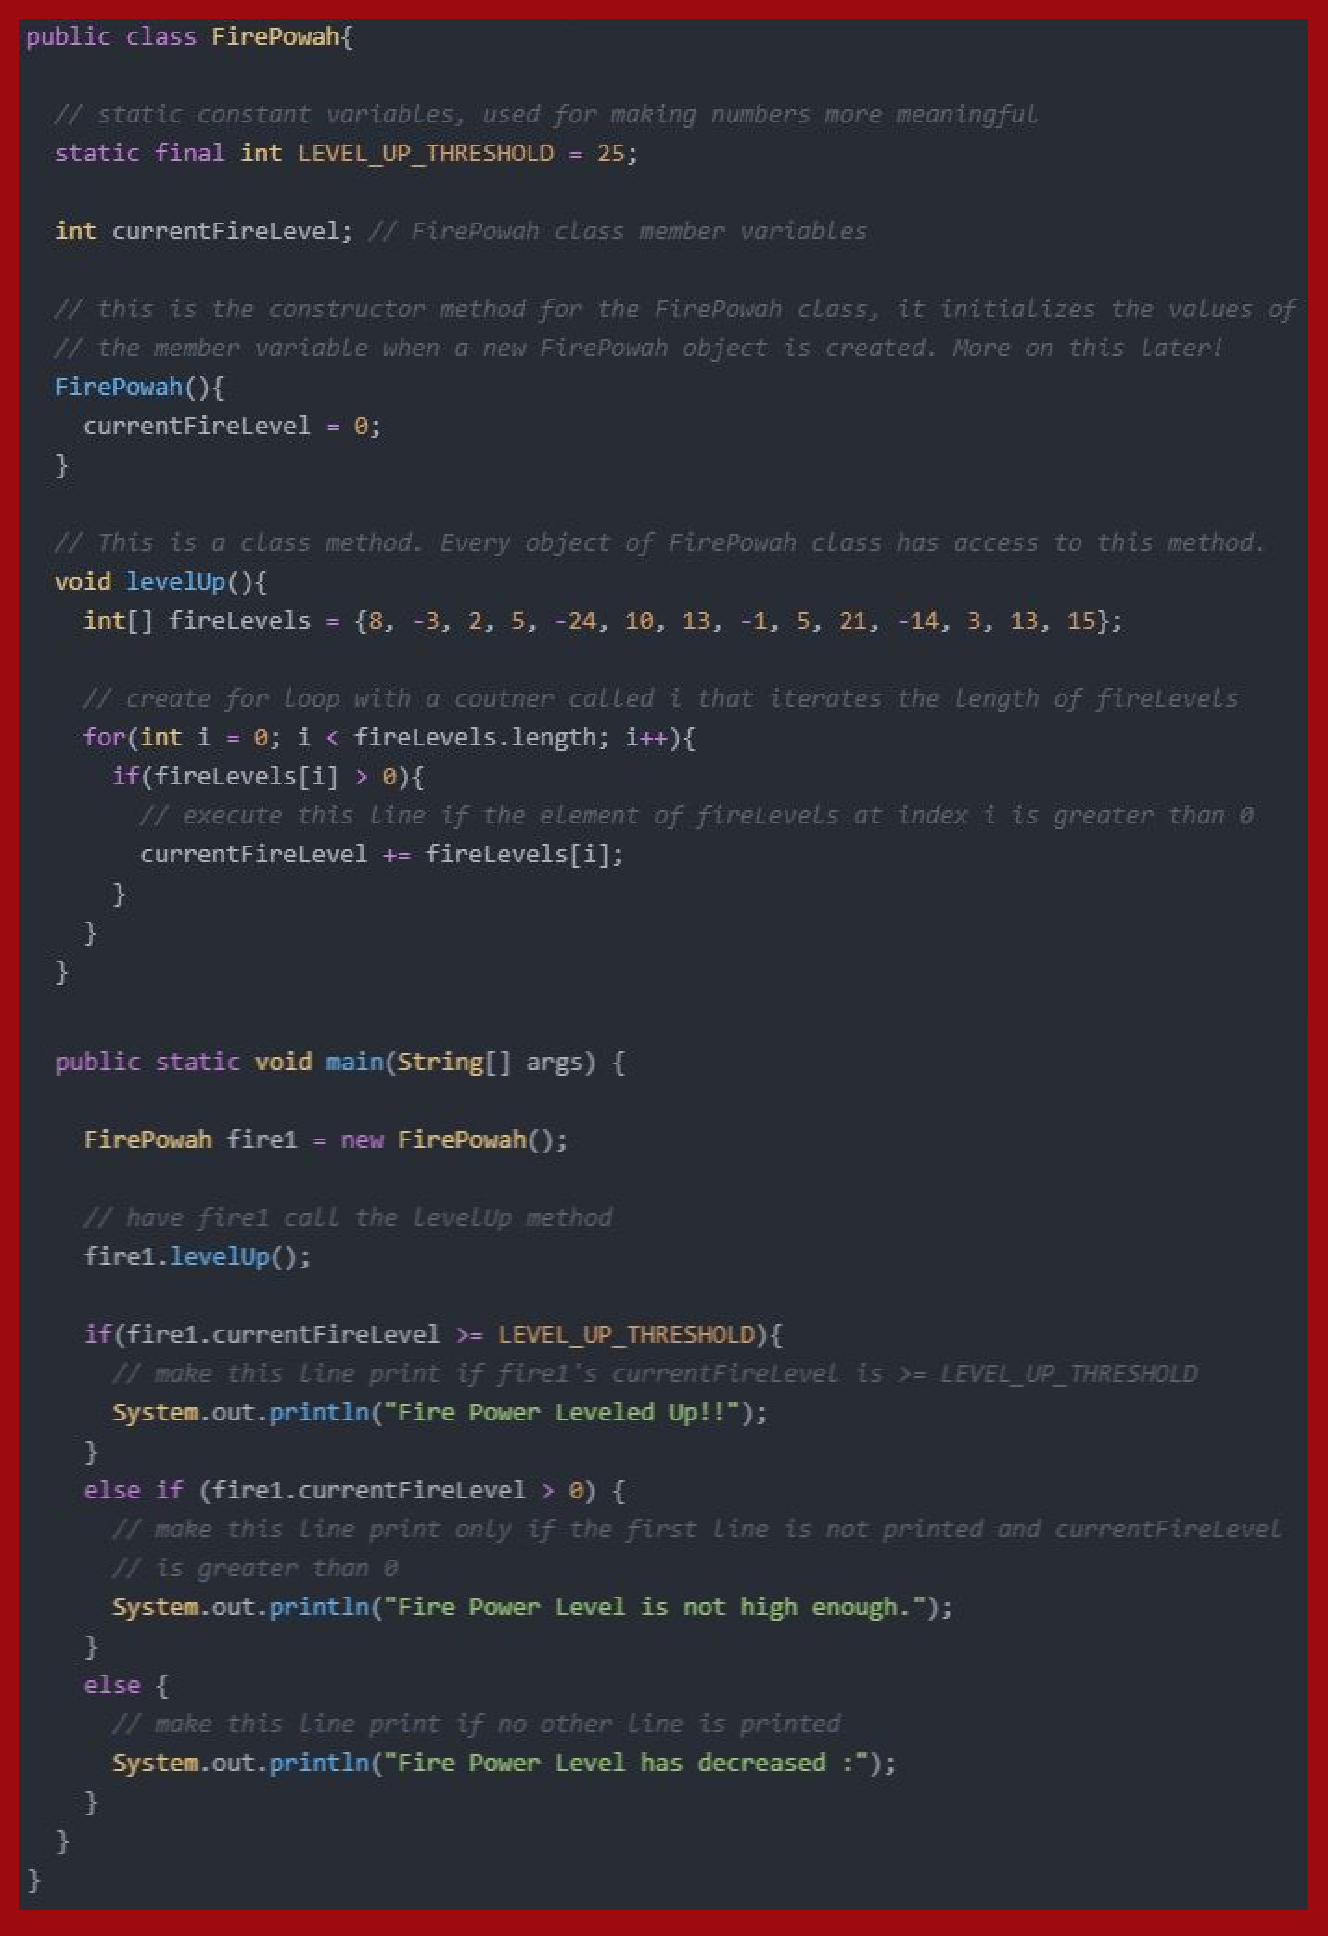 public class FirePowah{
// static constant variables, used for making numbers more meaningful
static final int LEVEL_UP_THRESHOLD = 25;
int currentFireLevel; // FirePowah class member variables
// this is the constructor method for the FirePowah class, it initializes the values of
// the member variable when a new FirePowah object is created. More on this later!
FirePowah(){
currentFireLevel = 0;
}
// This is a class method. Every object of FirePowah class has access to this method.
void levelUp(){
int[] fireLevels = {8, -3, 2, 5, -24, 10, 13, -1, 5, 21, -14, 3, 13, 15};
// create for loop with a coutner called i that iterates the length of fireLevels
for(int i = 0; i < fireLevels.length; i++){
if(fireLevels[i] > 0){
// execute this line if the element of fireLevels at index i is greater than 0
currentFireLevel += fireLevels[i];
}
}
}
public static void main(String[] args) {
FirePowah fire1 = new FirePowah();
// have fire1 call the levelUp method
fire1.levelUp();
if(fire1.currentFireLevel >= LEVEL_UP_THRESHOLD){
// make this line print if fire1's currentFireLevel is >= LEVEL_UP_THRESHOLD
System.out.println("Fire Power Leveled Up!!");
}
else if (fire1.currentFireLevel > 0) {
// make this line print only if the first line is not printed and currentFireLevel
// is greater than 0
System.out.println("Fire Power Level is not high enough.");
}
else {
// make this line print if no other line is printed
System.out.println("Fire Power Level has decreased :");
}
}
}